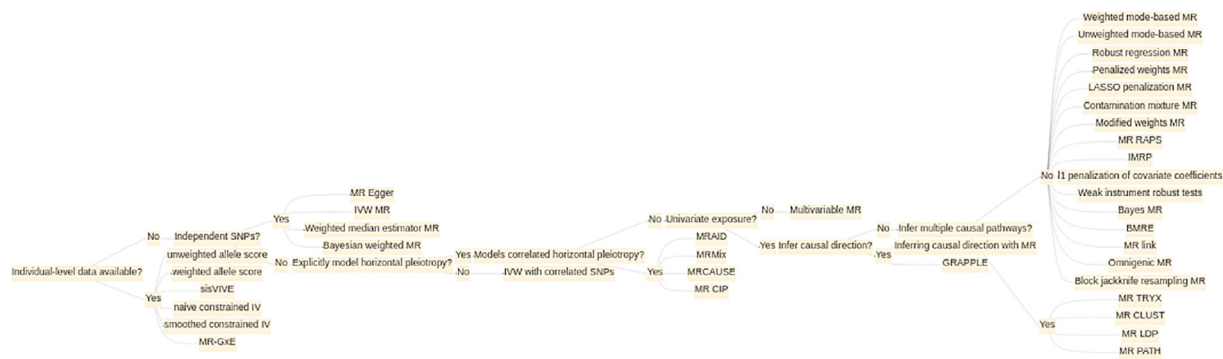 Individual-level data available?
No
Independent SNPs?
Yes
MR Egger
IVW MR
Weighted median estimator MR
Bayesian weighted MR
No
Explicitly model horizontal pleiotropy?
Yes
unweighted allele score
weighted allele score
sisVIVE
naive constrained IV
smoothed constrained IV
MR-GxE
Yes
Models correlated horizontal pleiotropy?
No
IVW with correlated SNPs
No
Univariate exposure?
Yes
MRAID
MRMix
MRCAUSE
MR CIP
No
Multivariable MR
Yes
Infer causal direction?
No
Infer multiple causal pathways?
Yes
Inferring causal direction with MR
GRAPPLE
No
Weighted mode-based MR
Unweighted mode-based MR
Robust regression MR
Penalized weights MR
LASSO penalization MR
Contamination mixture MR
Modified weights MR
MR RAPS
IMRP
l1 penalization of covariate coefficients
Weak instrument robust tests
Bayes MR
BMRE
MR link
Omnigenic MR
Block jackknife resampling MR
Yes
MR TRYX
MR CLUST
MR LDP
MR PATH